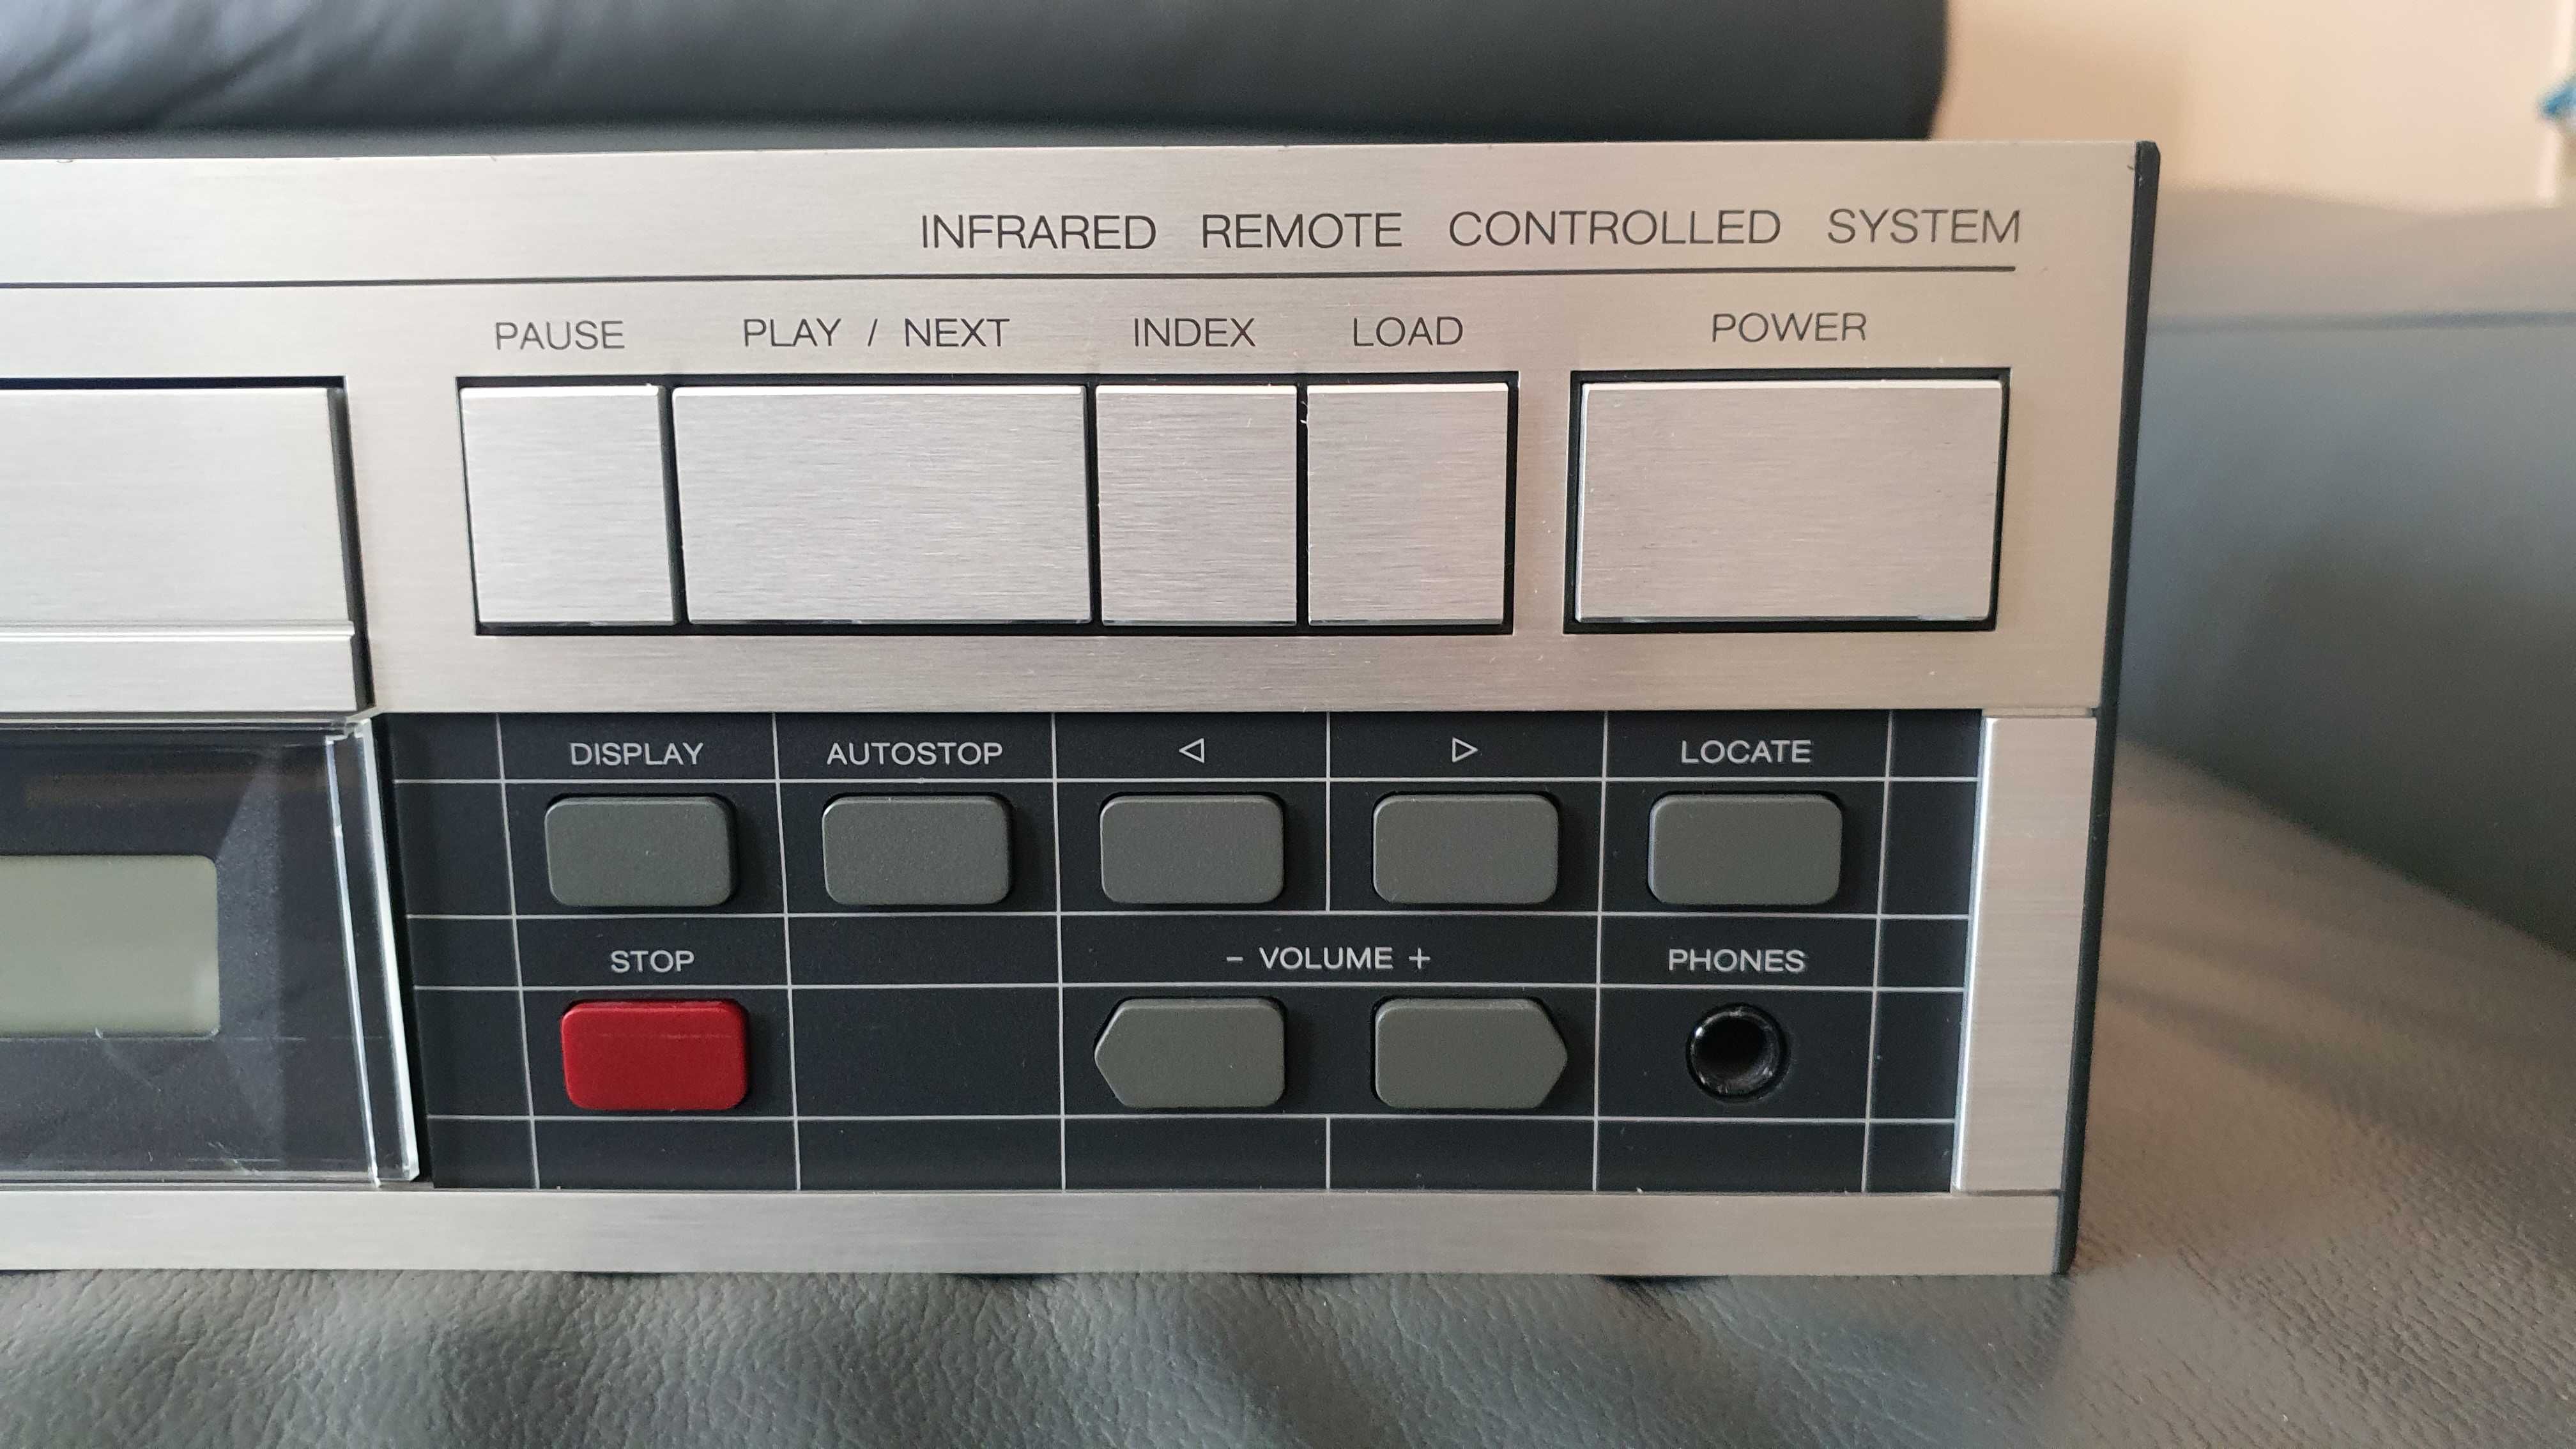 INFRARED REMOTE CONTROLLED SYSTEM
PAUSE PLAY / NEXT INDEX LOAD POWER
DISPLAY AUTOSTOP ◁ ▷ LOCATE
STOP - VOLUME + PHONES